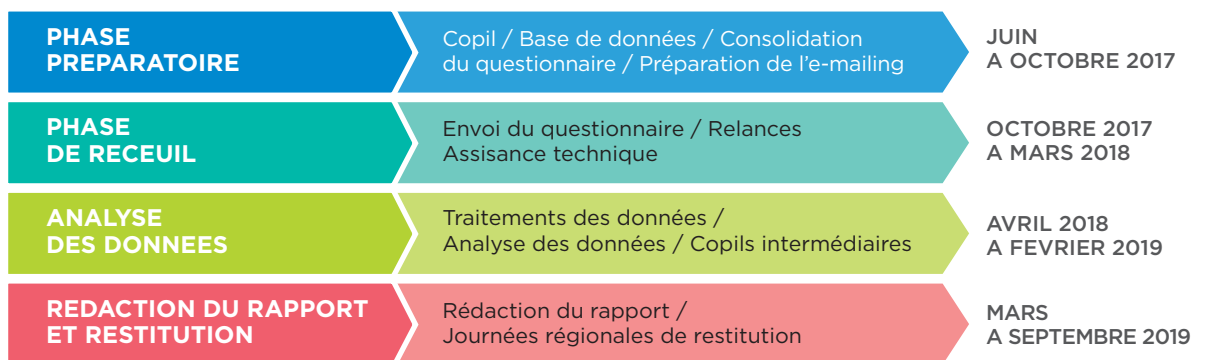 PHASE
PREPARATOIRE
Copil / Base de données / Consolidation
du questionnaire / Préparation de l'e-mailing
JUIN
A OCTOBRE 2017
PHASE
DE RECEUIL
Envoi du questionnaire / Relances
Assisance technique
OCTOBRE 2017
A MARS 2018
ANALYSE
DES DONNEES
Traitements des données /
Analyse des données / Copils intermédiaires
AVRIL 2018
A FEVRIER 2019
REDACTION DU RAPPORT
ET RESTITUTION
Rédaction du rapport /
Journées régionales de restitution
MARS
A SEPTEMBRE 2019